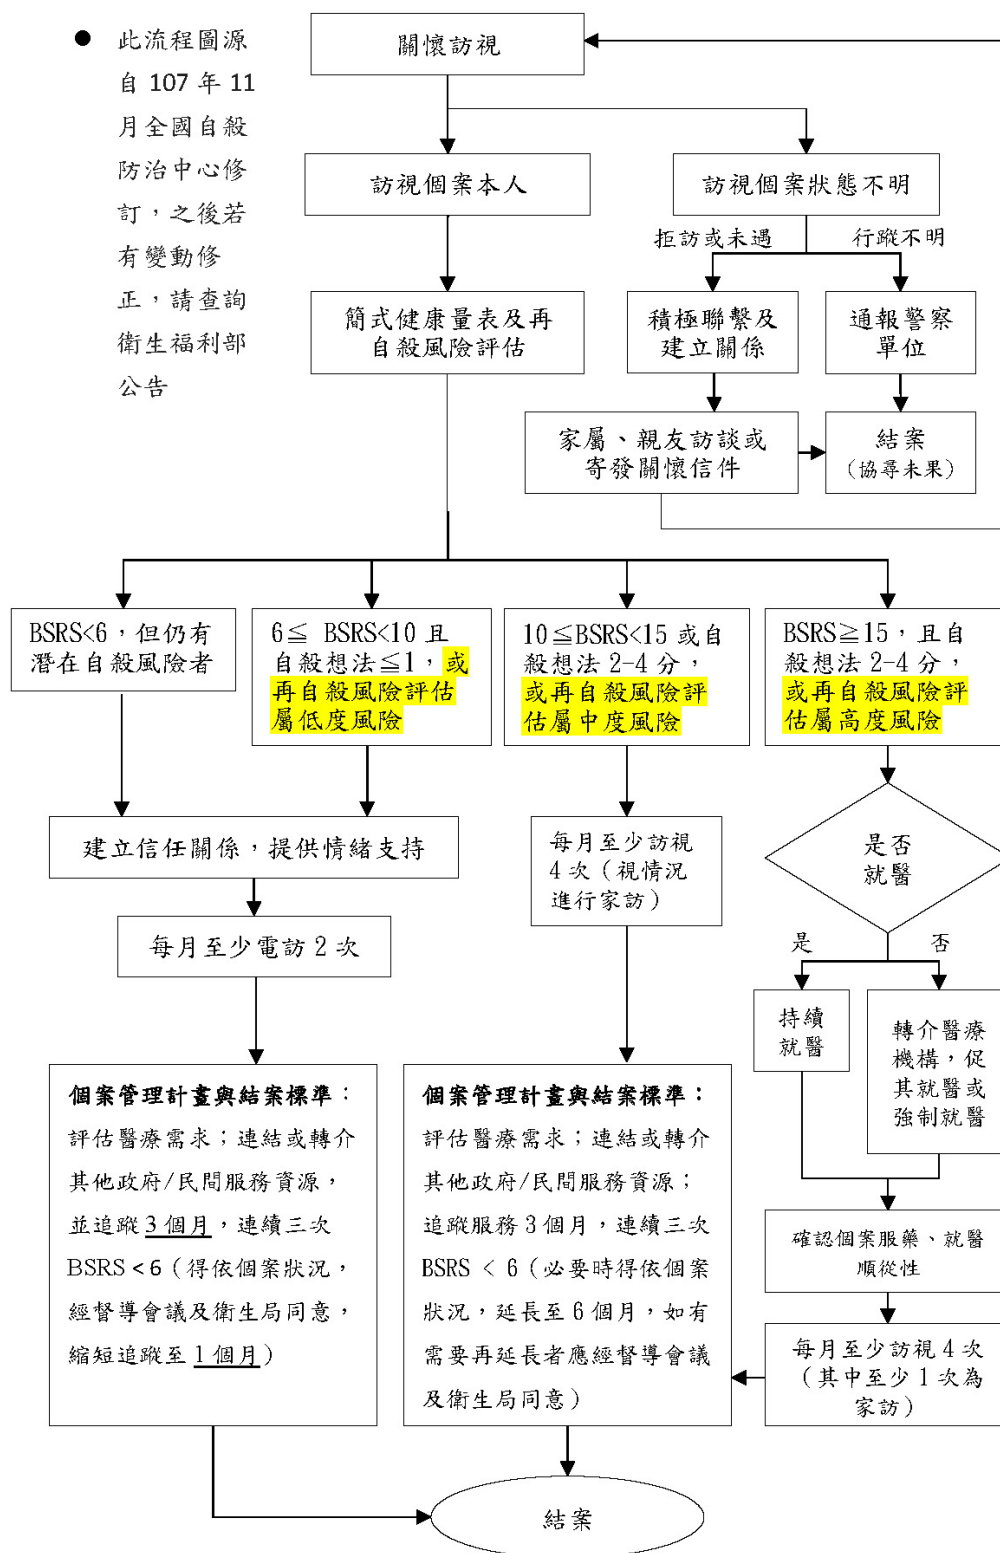 ● 此流程圖源
自 107 年 11
月全國自殺
防治中心修
訂，之後若
有變動修
正，請查詢
衛生福利部
公告
關懷訪視
訪視個案本人
訪視個案狀態不明
拒訪或未遇
行蹤不明
簡式健康量表及再
自殺風險評估
積極聯繫及
建立關係
通報警察
單位
家屬、親友訪談或
寄發關懷信件
結案
(協尋未果)
BSRS<6，但仍有
潛在自殺風險者
6≦ BSRS<10 且
自殺想法≦1，或
再自殺風險評估
屬低度風險
10≦BSRS<15 或自
殺想法 2-4 分，
或再自殺風險評
估屬中度風險
BSRS≧15，且自
殺想法 2-4 分，
或再自殺風險評
估屬高度風險
建立信任關係，提供情緒支持
每月至少電訪 2 次
每月至少訪視
4 次（視情況
進行家訪）
是否
就醫
是
否
持續
就醫
轉介醫療
機構，促
其就醫或
強制就醫
個案管理計畫與結案標準：
評估醫療需求；連結或轉介
其他政府/民間服務資源，
並追蹤 3 個月，連續三次
BSRS <6（得依個案狀況，
經督導會議及衛生局同意，
縮短追蹤至 1 個月）
個案管理計畫與結案標準：
評估醫療需求；連結或轉介
其他政府/民間服務資源；
追蹤服務 3 個月，連續三次
BSRS < 6（必要時得依個案
狀況，延長至 6 個月，如有
需要再延長者應經督導會議
及衛生局同意）
確認個案服藥、就醫
順從性
每月至少訪視 4 次
（其中至少 1 次為
家訪）
結案